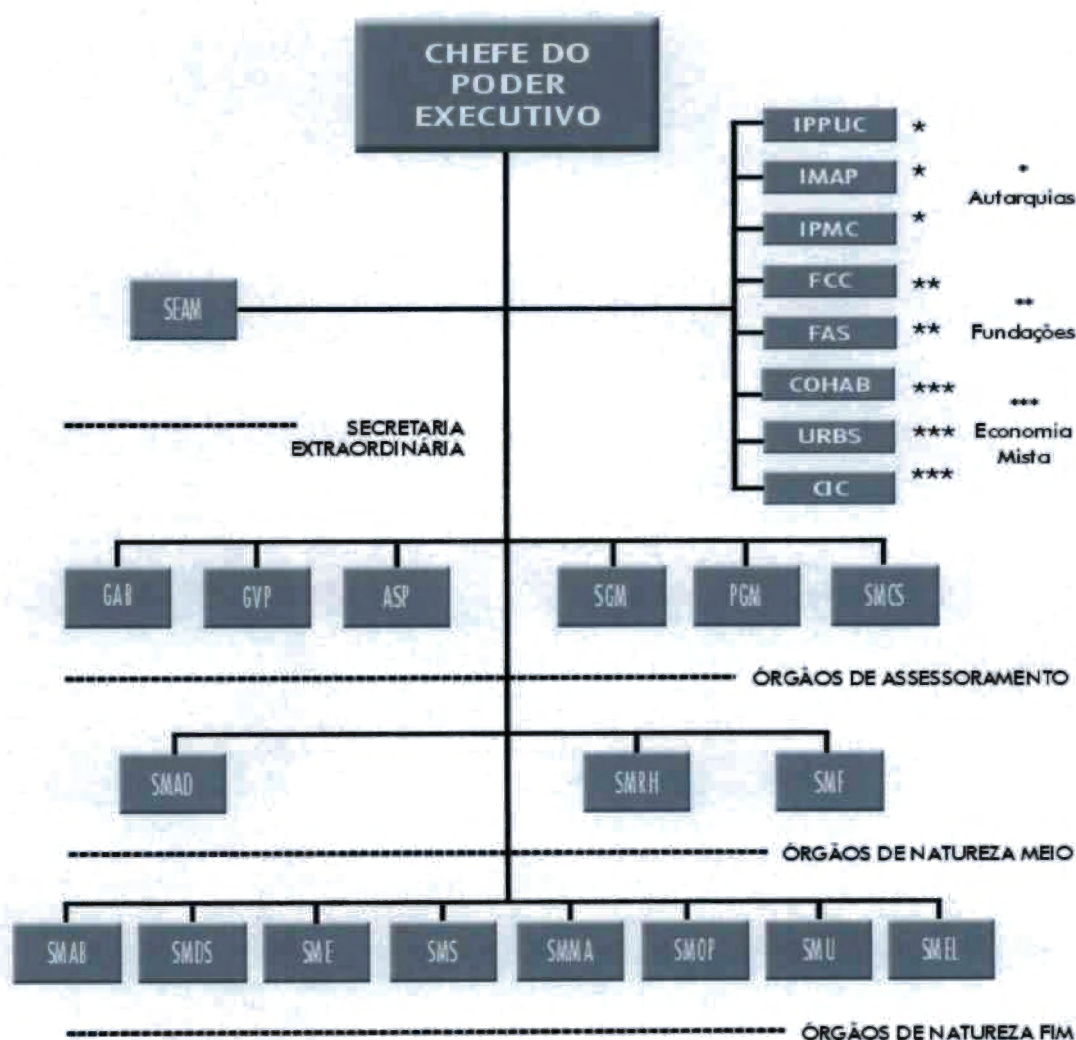 CHEFE DO
PODER
EXECUTIVO
IPPUC *
IMAP *
IPMC *
FCC **
FAS **
COHAB ***
URBS ***
CIC ***
*
Autarquias
**
Fundações
***
Economia
Mista
SEAM
SECRETARIA
EXTRAORDINÁRIA
GAB GVP ASP SGM PGM SMCS
ÓRGÃOS DE ASSESSORAMENTO
SMAD SMRH SMF
ÓRGÃOS DE NATUREZA MEIO
SMAB SMDS SME SMS SMMA SMOP SMU SMEL
ÓRGÃOS DE NATUREZA FIM